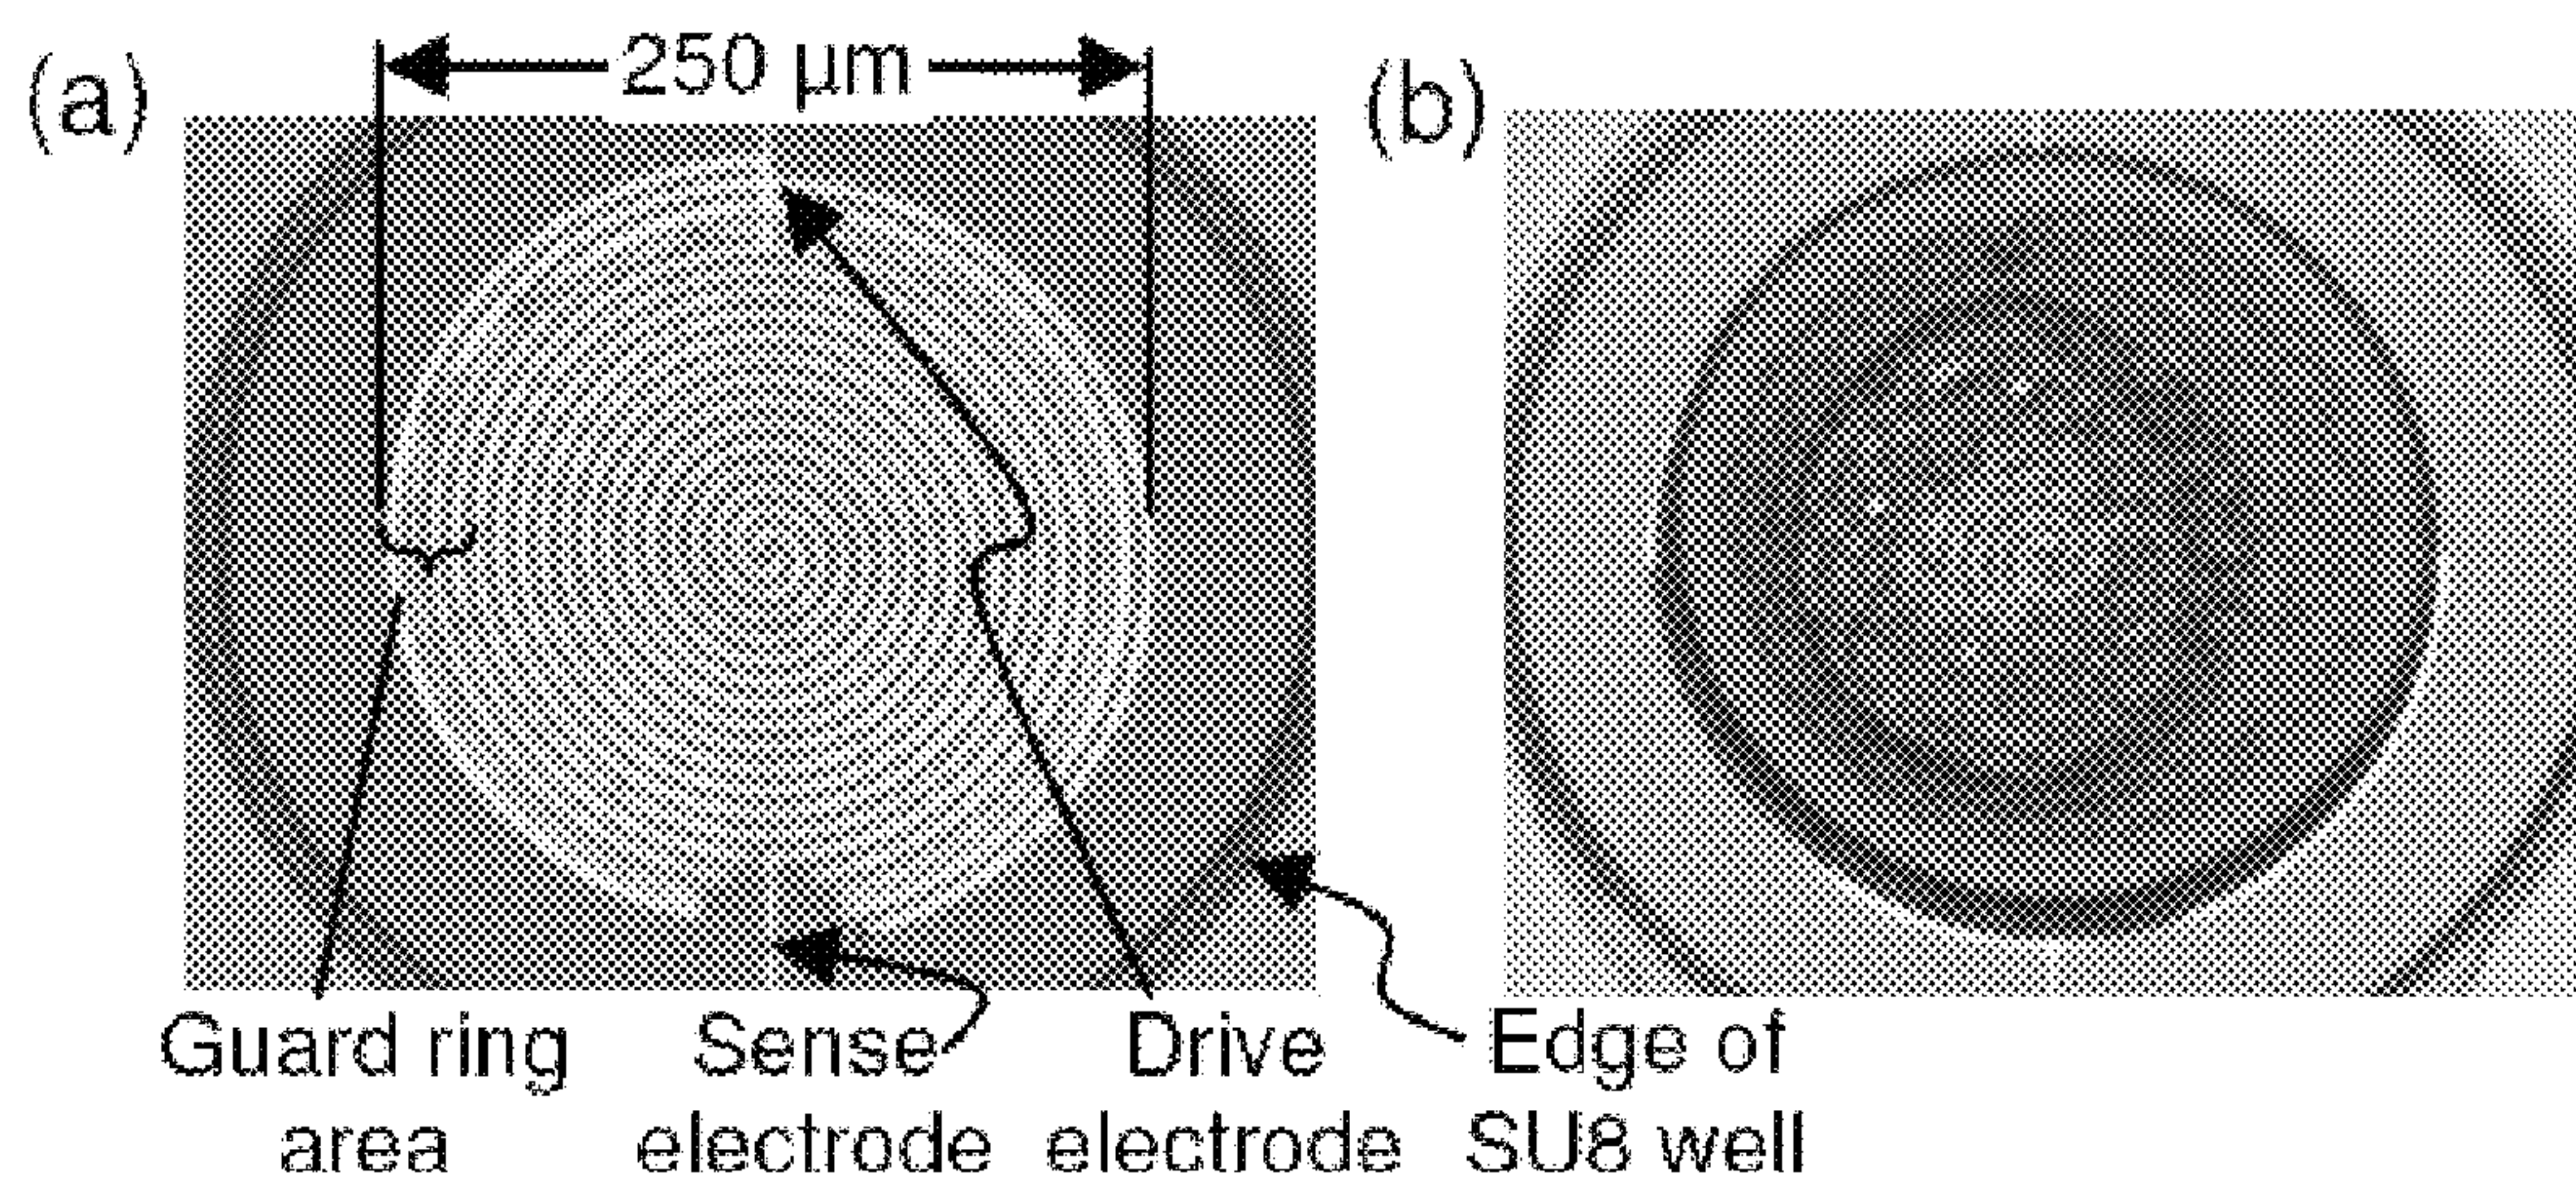 (a)
250 µm
(b)
Guard ring
area
Sense
electrode
Drive
electrode
Edge of
SU8 well